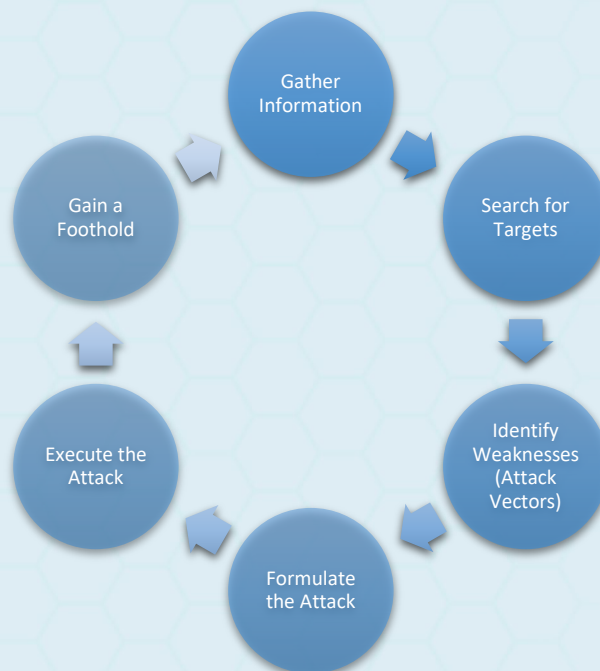 Gather
Information
Search for
Targets
Identify
Weaknesses
(Attack
Vectors)
Formulate
the Attack
Execute the
Attack
Gain a
Foothold